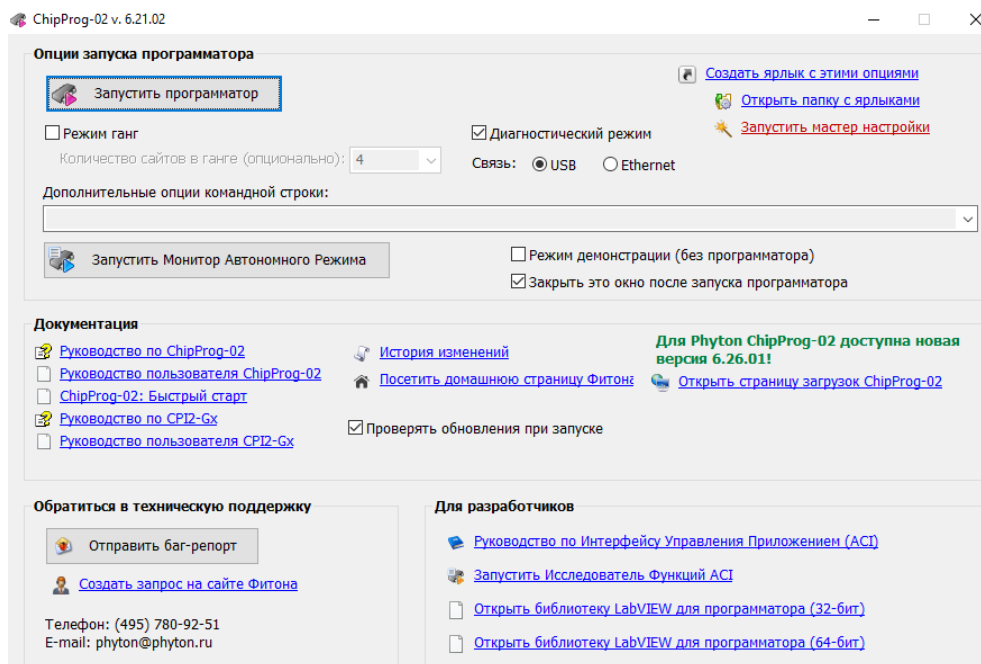 ChipProg-02 v. 6.21.02
Опции запуска программатора
Запустить программатор
Создать ярлык с этими опциями
Открыть папку с ярлыками
Запустить мастер настройки
Режим ганг
Диагностический режим
Количество сайтов в ганге (опционально): 4
Связь: USB Ethernet
Дополнительные опции командной строки:
Запустить Монитор Автономного Режима
Режим демонстрации (без программатора)
Закрыть это окно после запуска программатора
Документация
Руководство по ChipProg-02
Руководство пользователя ChipProg-02
ChipProg-02: Быстрый старт
Руководство по CPI2-Gx
Руководство пользователя CPI2-Gx
История изменений
Посетить домашнюю страницу Фитона
Проверять обновления при запуске
Для Phyton ChipProg-02 доступна новая
версия 6.26.01!
Открыть страницу загрузок ChipProg-02
Обратиться в техническую поддержку
Отправить баг-репорт
Создать запрос на сайте Фитона
Телефон: (495) 780-92-51
E-mail: phyton@phyton.ru
Для разработчиков
Руководство по Интерфейсу Управления Приложением (ACI)
Запустить Исследователь Функций ACI
Открыть библиотеку LabVIEW для программатора (32-бит)
Открыть библиотеку LabVIEW для программатора (64-бит)